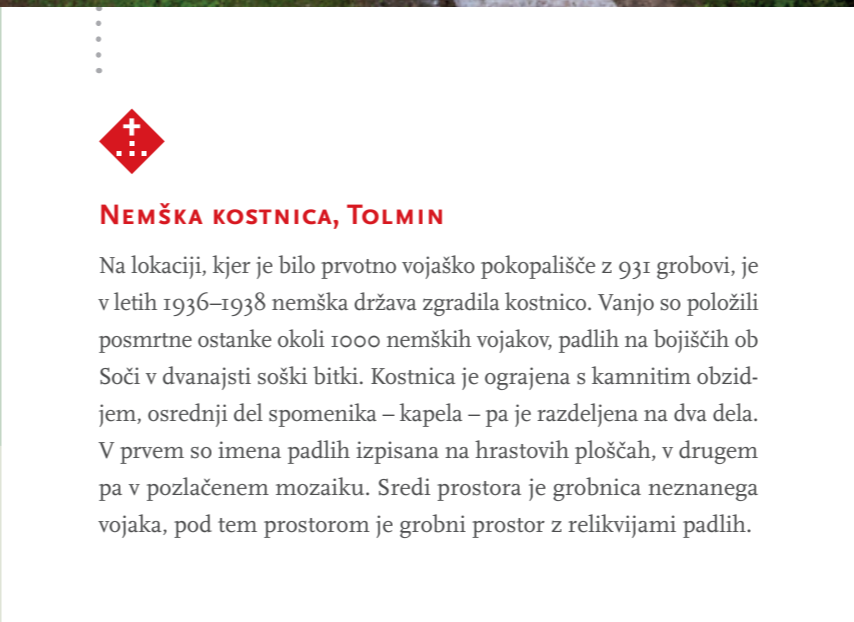 Nemška kostnica, Tolmin
Na lokaciji, kjer je bilo prvotno vojaško pokopališče z 931 grobovi, je
v letih 1936–1938 nemška država zgradila kostnico. Vanjo so položili
posmrtne ostanke okoli 1000 nemških vojakov, padlih na bojiščih ob
Soči v dvanajsti soški bitki. Kostnica je ograjena s kamnitim obzid-
jem, osrednji del spomenika – kapela – pa je razdeljena na dva dela.
V prvem so imena padlih izpisana na hrastovih ploščah, v drugem
pa v pozlačenem mozaiku. Sredi prostora je grobnica neznanega
vojaka, pod tem prostorom je grobni prostor z relikvijami padlih.